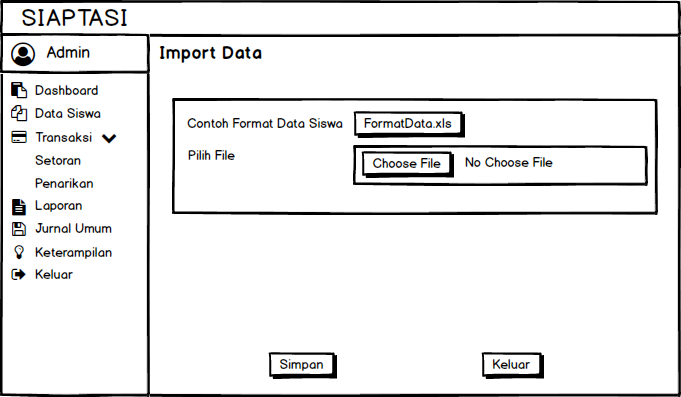 SIAPTASI
Admin
Import Data
Dashboard
Data Siswa
Transaksi
Setoran
Penarikan
Laporan
Jurnal Umum
Keterampilan
Keluar
Contoh Format Data Siswa FormatData.xls
Pilih File Choose File No Choose File
Simpan Keluar